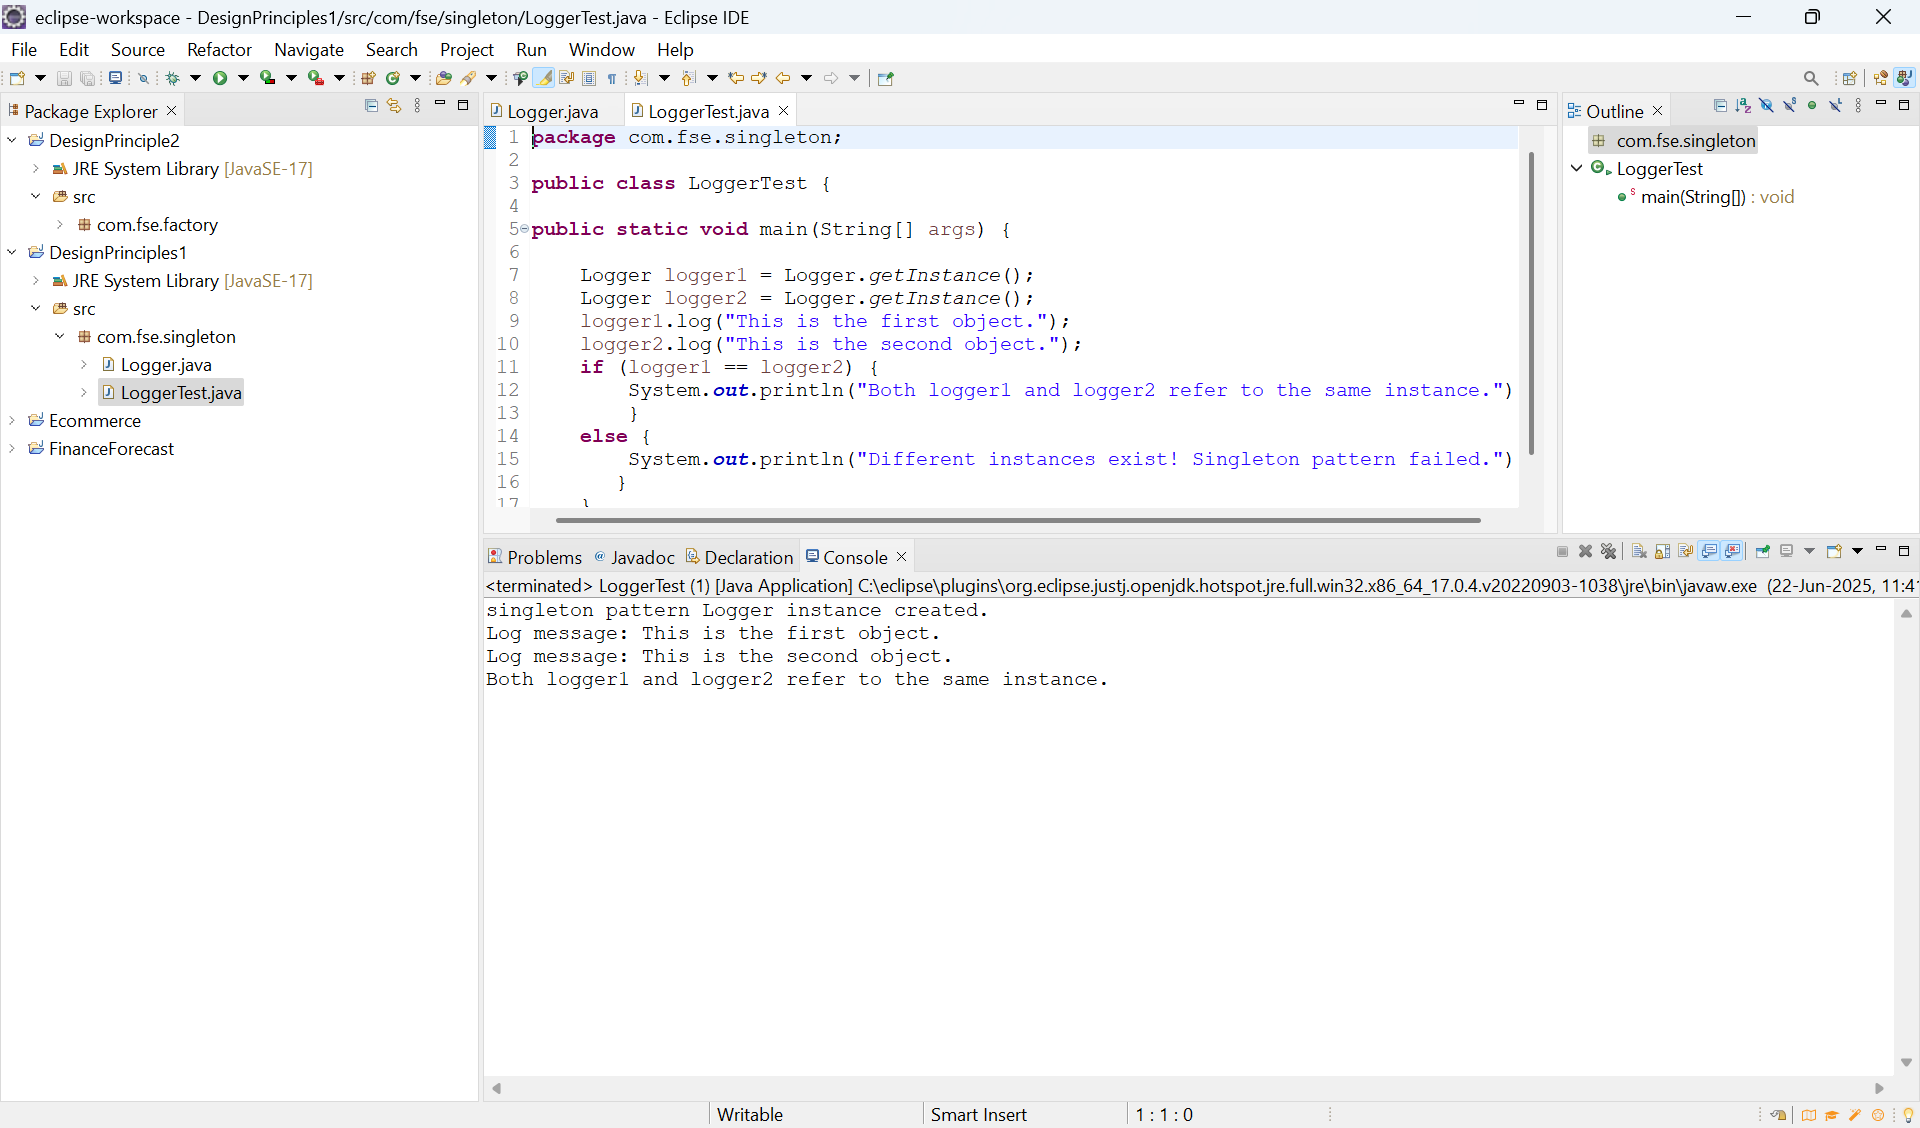 eclipse-workspace - DesignPrinciples1/src/com/fse/singleton/LoggerTest.java - Eclipse IDE
File Edit Source Refactor Navigate Search Project Run Window Help
Package Explorer
DesignPrinciple2
JRE System Library [JavaSE-17]
src
com.fse.factory
DesignPrinciples1
JRE System Library [JavaSE-17]
src
com.fse.singleton
Logger.java
LoggerTest.java
Ecommerce
FinanceForecast
Logger.java LoggerTest.java
1 package com.fse.singleton;
2
3 public class LoggerTest {
4
5 public static void main(String[] args) {
6
7 Logger logger1 = Logger.getInstance();
8 Logger logger2 = Logger.getInstance();
9 logger1.log("This is the first object.");
10 logger2.log("This is the second object.");
11 if (logger1 == logger2) {
12 System.out.println("Both logger1 and logger2 refer to the same instance.")
13 }
14 else {
15 System.out.println("Different instances exist! Singleton pattern failed.")
16 }
17 }
Outline
com.fse.singleton
LoggerTest
main(String[]) : void
Problems Javadoc Declaration Console
<terminated> LoggerTest (1) [Java Application] C:\eclipse\plugins\org.eclipse.justj.openjdk.hotspot.jre.full.win32.x86_64_17.0.4.v20220903-1038\jre\bin\javaw.exe (22-Jun-2025, 11:4
singleton pattern Logger instance created.
Log message: This is the first object.
Log message: This is the second object.
Both logger1 and logger2 refer to the same instance.
Writable Smart Insert 1 : 1 : 0